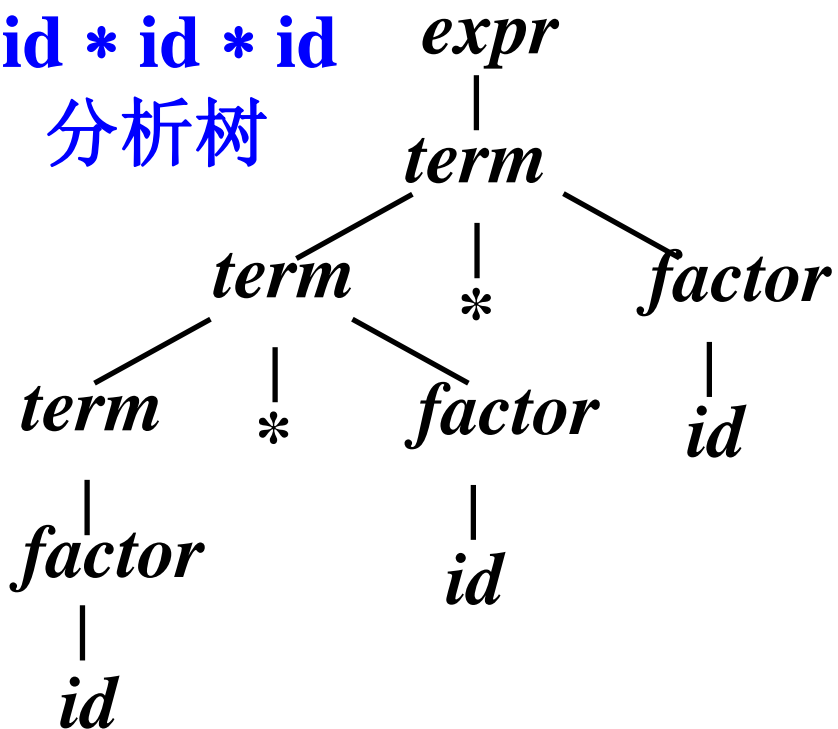 id * id * id
分析树
expr
term
term * factor
term * factor id
factor id
id